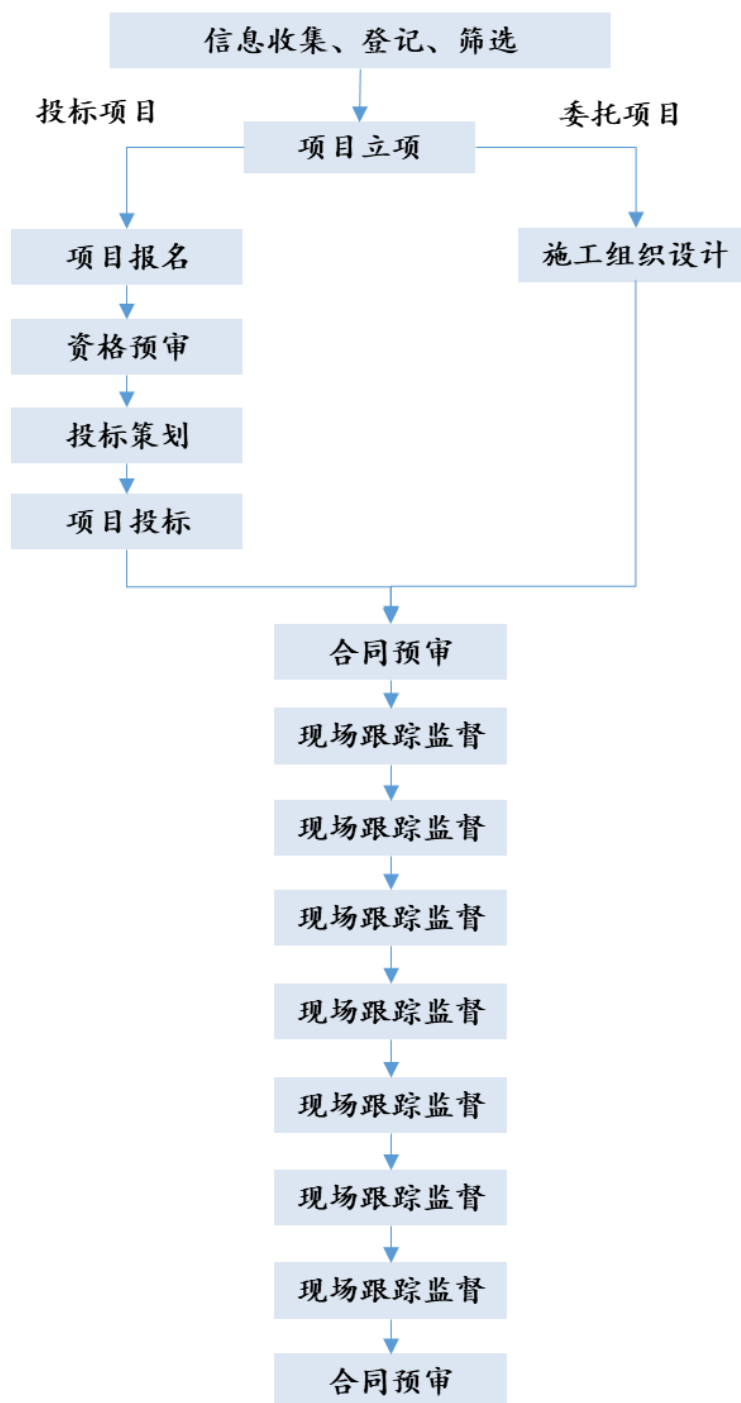 信息收集、登记、筛选
投标项目
委托项目
项目立项
项目报名
施工组织设计
资格预审
投标策划
项目投标
合同预审
现场跟踪监督
现场跟踪监督
现场跟踪监督
现场跟踪监督
现场跟踪监督
现场跟踪监督
现场跟踪监督
合同预审